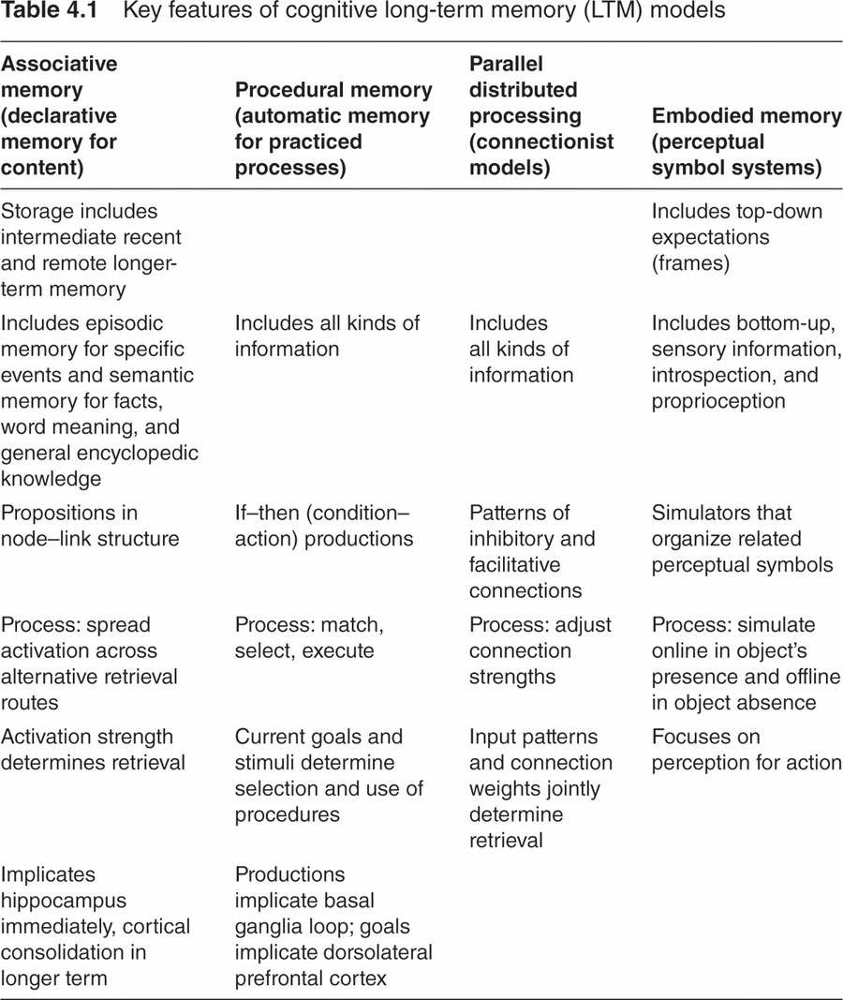 Table 4.1 Key features of cognitive long-term memory (LTM) models
Associative
memory
(declarative
memory for
content)
Procedural memory
(automatic memory
for practiced
processes)
Parallel
distributed
processing
(connectionist
models)
Embodied memory
(perceptual
symbol systems)
Storage includes
intermediate recent
and remote longer-
term memory
Includes top-down
expectations
(frames)
Includes episodic
memory for specific
events and semantic
memory for facts,
word meaning, and
general encyclopedic
knowledge
Includes all kinds of
information
Includes
all kinds of
information
Includes bottom-up,
sensory information,
introspection, and
proprioception
Propositions in
node–link structure
If–then (condition–
action) productions
Patterns of
inhibitory and
facilitative
connections
Simulators that
organize related
perceptual symbols
Process: spread
activation across
alternative retrieval
routes
Process: match,
select, execute
Process: adjust
connection
strengths
Process: simulate
online in object’s
presence and offline
in object absence
Activation strength
determines retrieval
Current goals and
stimuli determine
selection and use of
procedures
Input patterns
and connection
weights jointly
determine
retrieval
Focuses on
perception for action
Implicates
hippocampus
immediately, cortical
consolidation in
longer term
Productions
implicate basal
ganglia loop; goals
implicate dorsolateral
prefrontal cortex